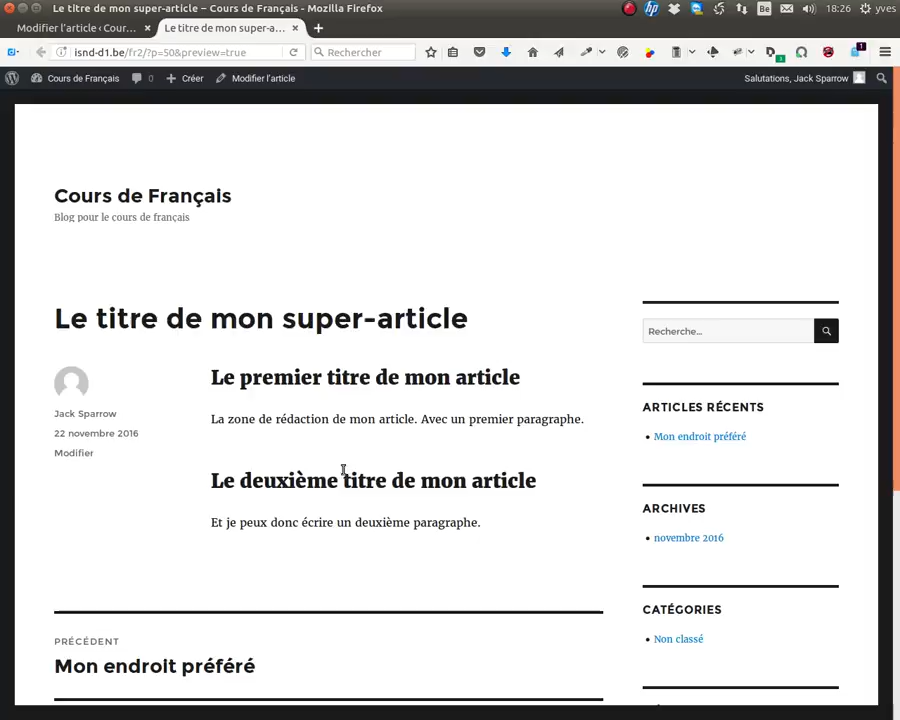 Le titre de mon super-article – Cours de Français - Mozilla Firefox
Be
18:26
yves
Modifier l'article ‹ Cour…
Le titre de mon super-a…
isnd-d1.be/fr2/?p=50&preview=true
Rechercher
3
1
Cours de Français
0
Créer
Modifier l'article
Salutations, Jack Sparrow
Cours de Français
Blog pour le cours de français
Le titre de mon super-article
Jack Sparrow
22 novembre 2016
Modifier
Le premier titre de mon article
La zone de rédaction de mon article. Avec un premier paragraphe.
Le deuxième titre de mon article
Et je peux donc écrire un deuxième paragraphe.
PRÉCÉDENT
Mon endroit préféré
Recherche…
ARTICLES RÉCENTS
Mon endroit préféré
ARCHIVES
novembre 2016
CATÉGORIES
Non classé